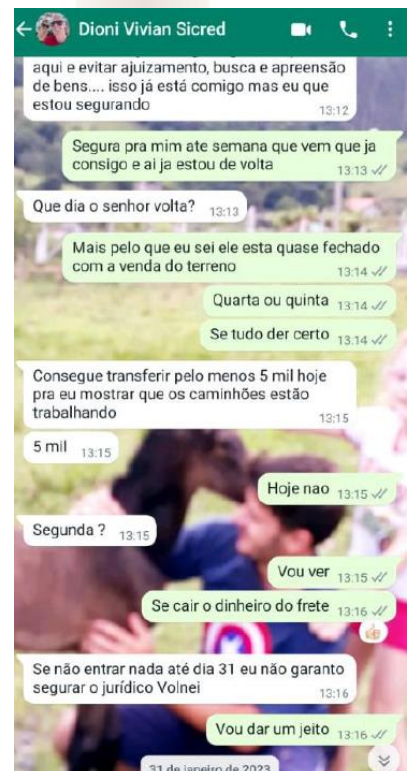 Dioni Vivian Sicred
aqui e evitar ajuizamento, busca e apreensão
de bens.... isso já está comigo mas eu que
estou segurando
13:12
Segura pra mim ate semana que vem que ja
consigo e ai ja estou de volta
13:13
Que dia o senhor volta? 13:13
Mais pelo que eu sei ele esta quase fechado
com a venda do terreno
13:14
Quarta ou quinta 13:14
Se tudo der certo 13:14
Consegue transferir pelo menos 5 mil hoje
pra eu mostrar que os caminhões estão
trabalhando
13:15
5 mil 13:15
Hoje nao 13:15
Segunda ? 13:15
Vou ver 13:15
Se cair o dinheiro do frete 13:16
Se não entrar nada até dia 31 eu não garanto
segurar o jurídico Volnei
13:16
Vou dar um jeito 13:16
31 de janeiro de 2023